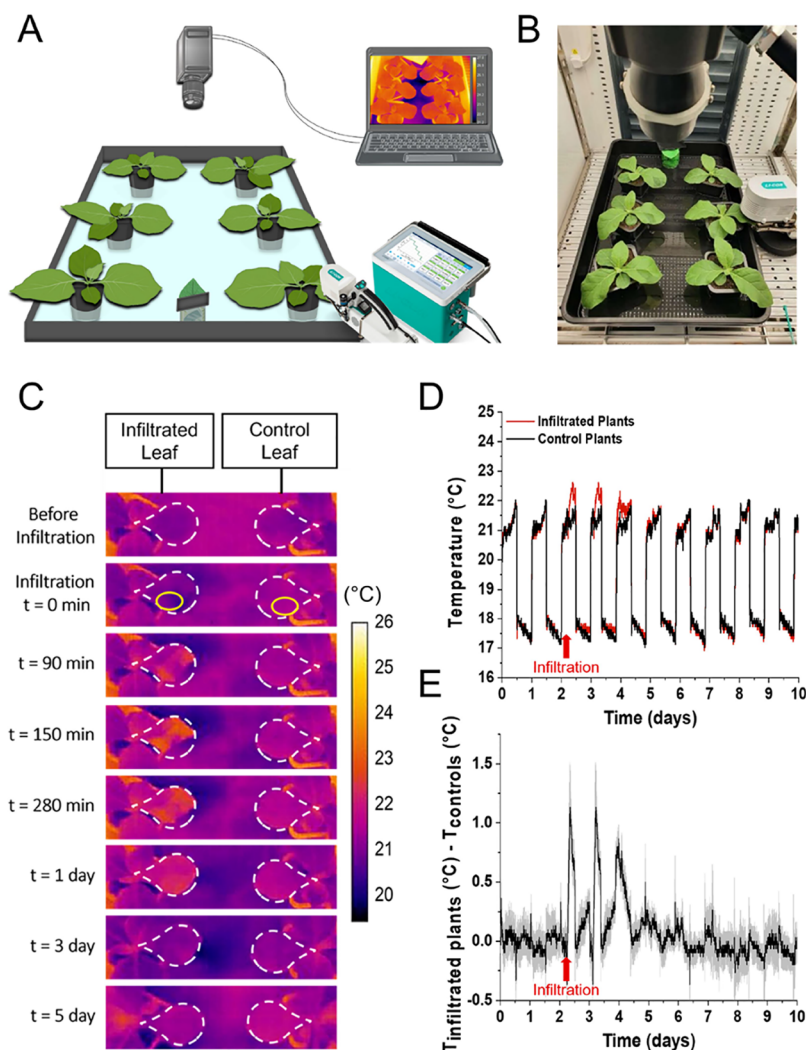 A
B
C
Infiltrated
Leaf
Control
Leaf
Before
Infiltration
Infiltration
t = 0 min
t = 90 min
t = 150 min
t = 280 min
t = 1 day
t = 3 day
t = 5 day
(°C)
26
25
24
23
22
21
20
D
25
24
23
22
21
20
19
18
17
16
Temperature (°C)
Infiltrated Plants
Control Plants
Infiltration
0 1 2 3 4 5 6 7 8 9 10
Time (days)
E
1.5
1.0
0.5
0.0
-0.5
Tinfiltrated plants (°C) - Tcontrols (°C)
Infiltration
0 1 2 3 4 5 6 7 8 9 10
Time (days)